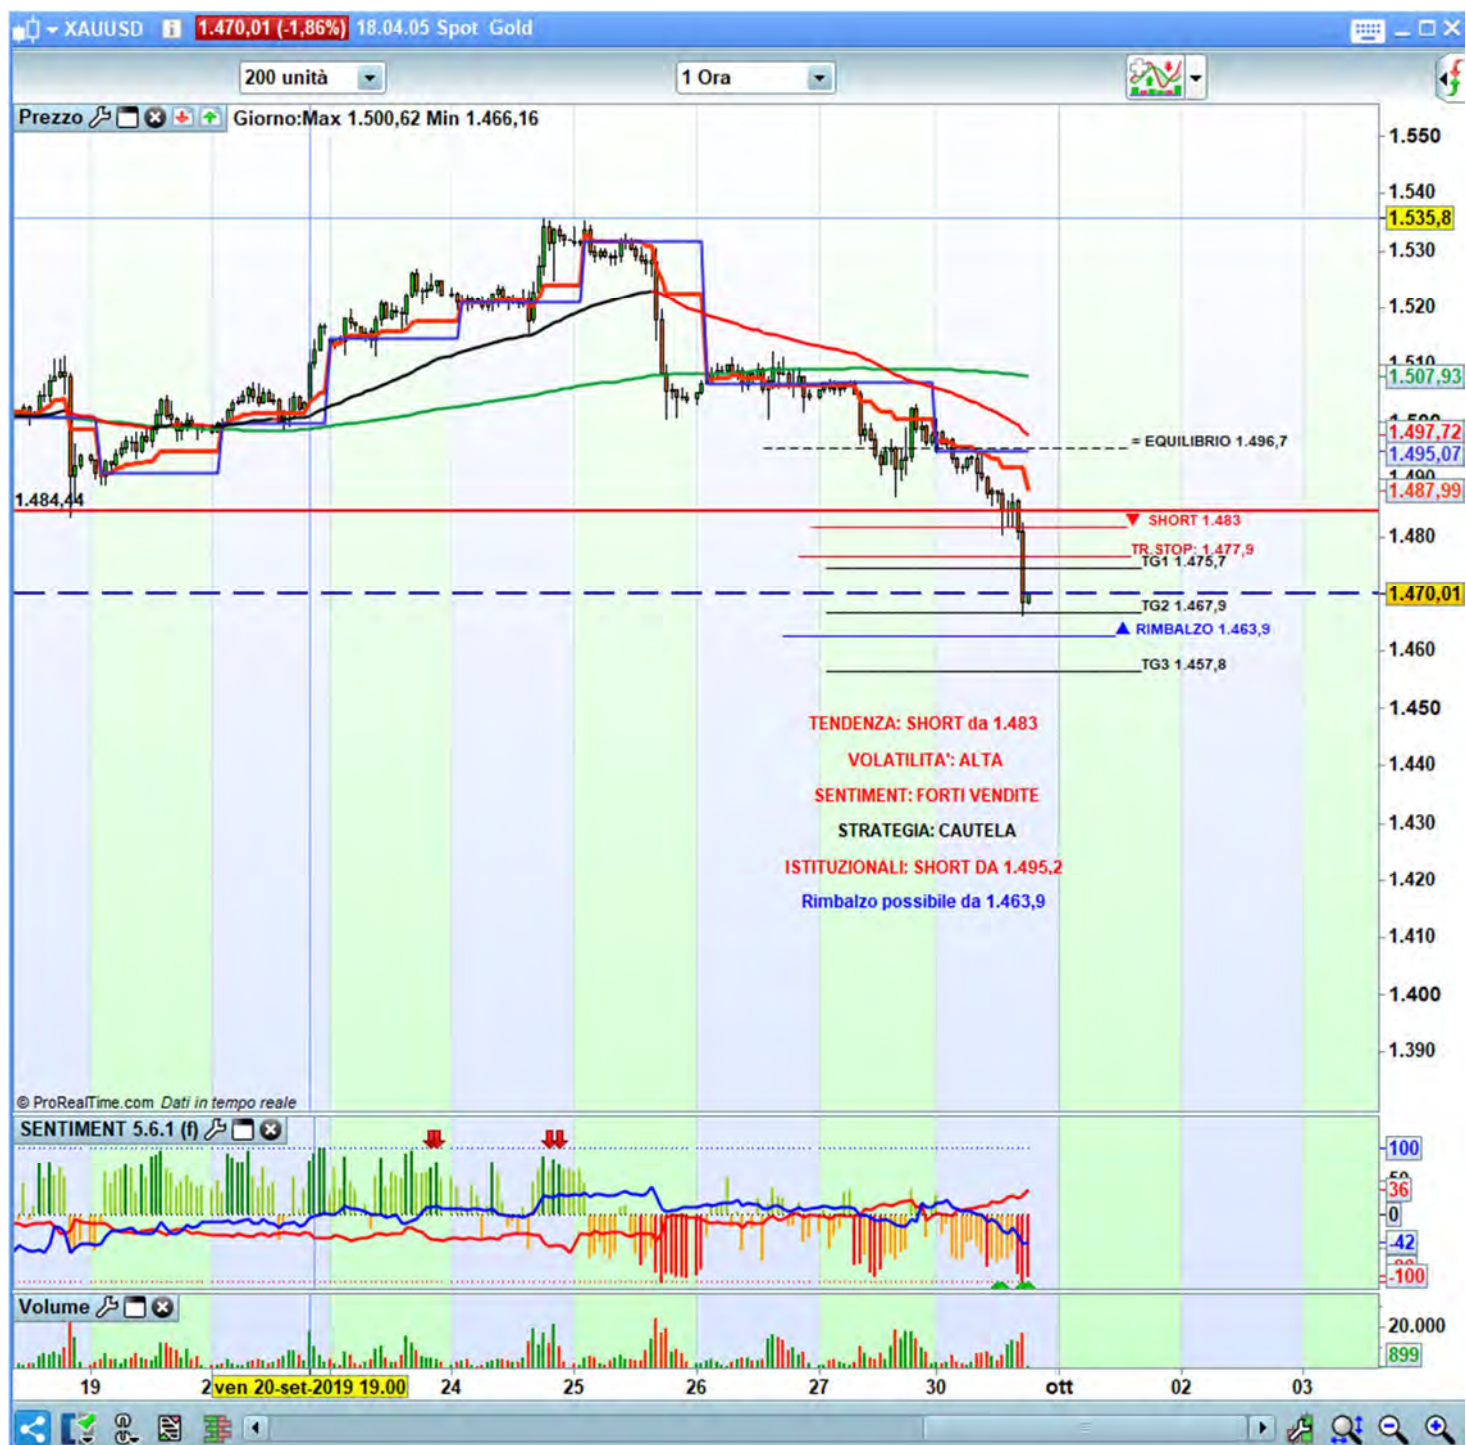 XAUUSD 1.470,01 (-1,86%) 18.04.05 Spot Gold
200 unità 1 Ora
Prezzo Giorno:Max 1.500,62 Min 1.466,16
1.550
1.540
1.535,8
1.530
1.520
1.510
1.507,93
1.500
1.497,72
= EQUILIBRIO 1.496,7
1.495,07
1.490
1.487,99
1.484,44
SHORT 1.483
1.480
TR.STOP: 1.477,9
TG1 1.475,7
1.470,01
TG2 1.467,9
RIMBALZO 1.463,9
1.460
TG3 1.457,8
1.450
TENDENZA: SHORT da 1.483
1.440
VOLATILITA': ALTA
SENTIMENT: FORTI VENDITE
1.430
STRATEGIA: CAUTELA
ISTITUZIONALI: SHORT DA 1.495,2
1.420
Rimbalzo possibile da 1.463,9
1.410
1.400
1.390
© ProRealTime.com Dati in tempo reale
SENTIMENT 5.6.1 (f)
100
50
36
0
-42
-100
Volume
20.000
899
19 2 ven 20-set-2019 19.00 24 25 26 27 30 ott 02 03